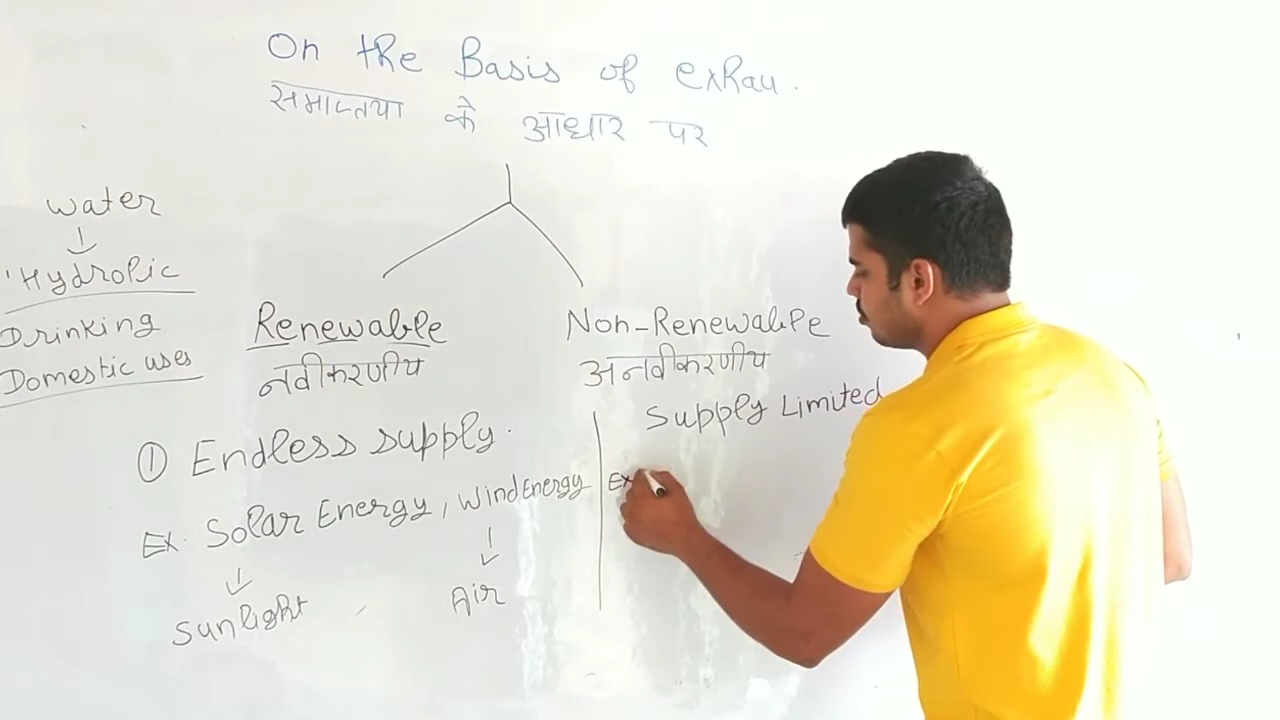 On the Basis of exhau.
समाप्तया के आधार पर
water
Hydrolic
Drinking
Domestic uses
Renewable
नवीकरणीय
① Endless supply.
Ex. Solar Energy, Wind Energy
Sunlight
Air
Non-Renewable
अनवीकरणीय
Supply Limited
Ex